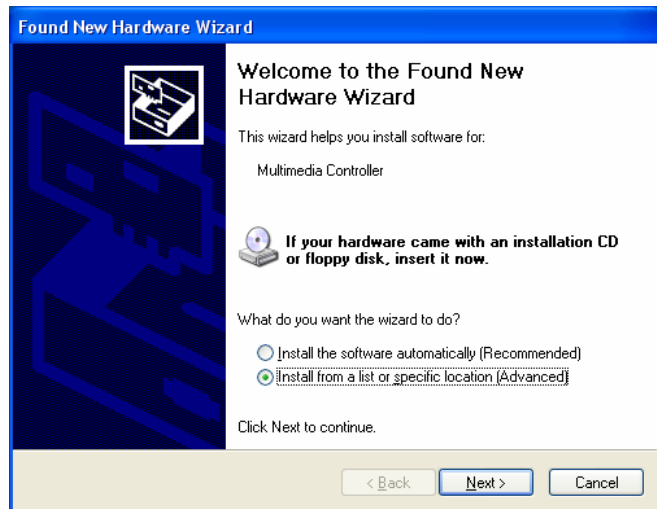 Found New Hardware Wizard
Welcome to the Found New
Hardware Wizard
This wizard helps you install software for:
Multimedia Controller
If your hardware came with an installation CD
or floppy disk, insert it now.
What do you want the wizard to do?
Install the software automatically (Recommended)
Install from a list or specific location (Advanced)
Click Next to continue.
< Back Next > Cancel